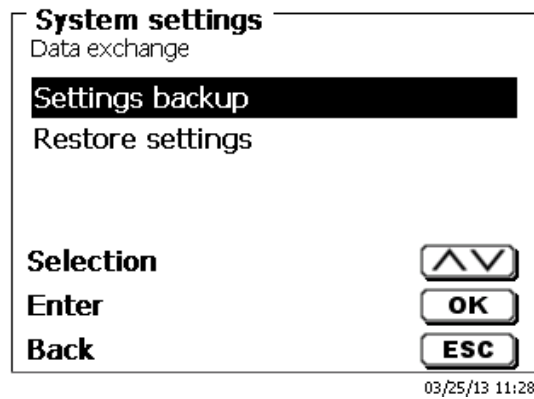 System settings
Data exchange
Settings backup
Restore settings
Selection
Enter OK
Back ESC
03/25/13 11:28